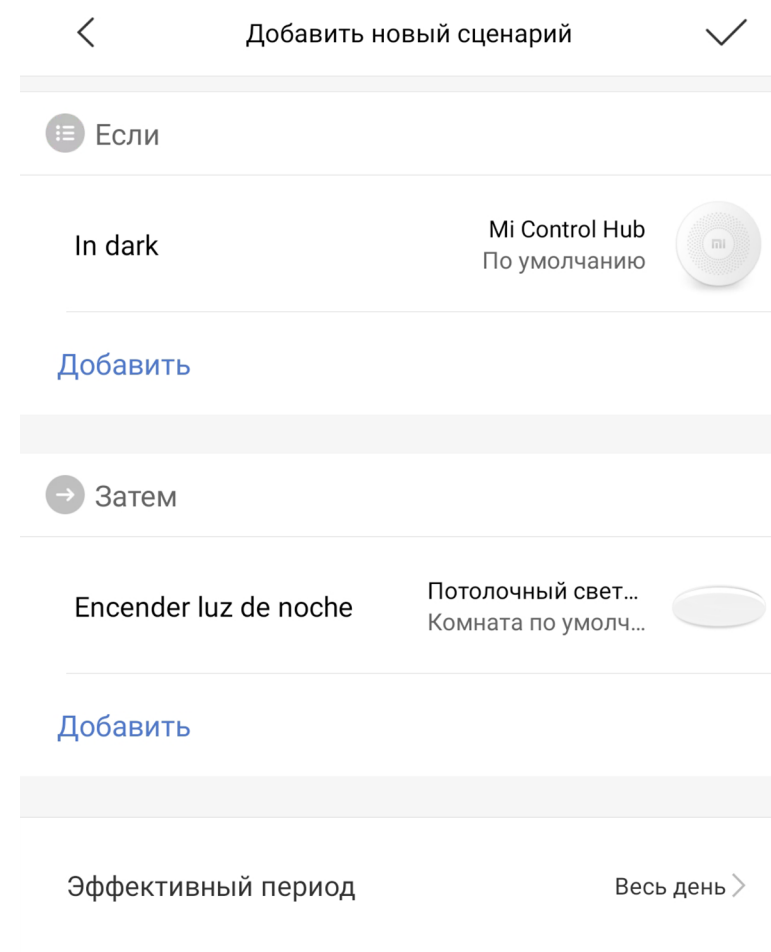 Добавить новый сценарий
Если
In dark
Mi Control Hub
По умолчанию
mi
Добавить
Затем
Encender luz de noche
Потолочный свет...
Комната по умолч...
Добавить
Эффективный период
Весь день